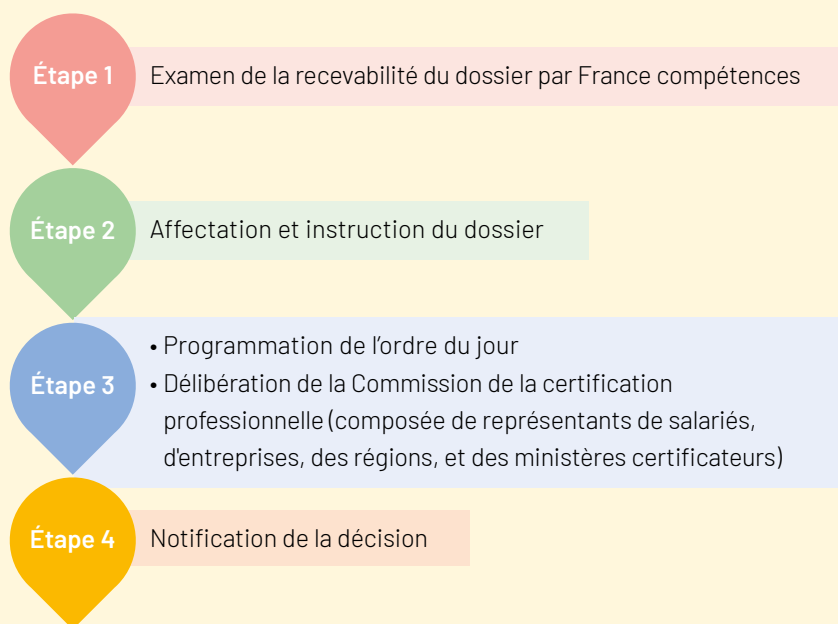 Étape 1
Examen de la recevabilité du dossier par France compétences
Étape 2
Affectation et instruction du dossier
Étape 3
• Programmation de l’ordre du jour
• Délibération de la Commission de la certification
professionnelle (composée de représentants de salariés,
d'entreprises, des régions, et des ministères certificateurs)
Étape 4
Notification de la décision